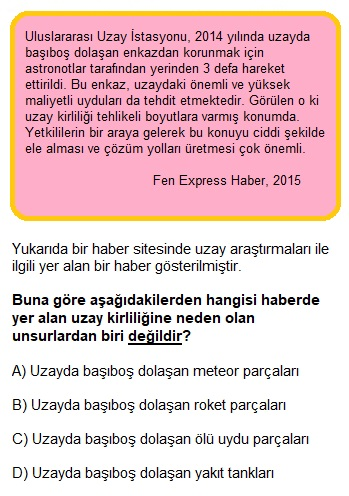 Uluslararası Uzay İstasyonu, 2014 yılında uzayda
başıboş dolaşan enkazdan korunmak için
astronotlar tarafından yerinden 3 defa hareket
ettirildi. Bu enkaz, uzaydaki önemli ve yüksek
maliyetli uyduları da tehdit etmektedir. Görülen o ki
uzay kirliliği tehlikeli boyutlara varmış konumda.
Yetkililerin bir araya gelerek bu konuyu ciddi şekilde
ele alması ve çözüm yolları üretmesi çok önemli.
Fen Express Haber, 2015
Yukarıda bir haber sitesinde uzay araştırmaları ile
ilgili yer alan bir haber gösterilmiştir.
Buna göre aşağıdakilerden hangisi haberde
yer alan uzay kirliliğine neden olan
unsurlardan biri değildir?
A) Uzayda başıboş dolaşan meteor parçaları
B) Uzayda başıboş dolaşan roket parçaları
C) Uzayda başıboş dolaşan ölü uydu parçaları
D) Uzayda başıboş dolaşan yakıt tankları